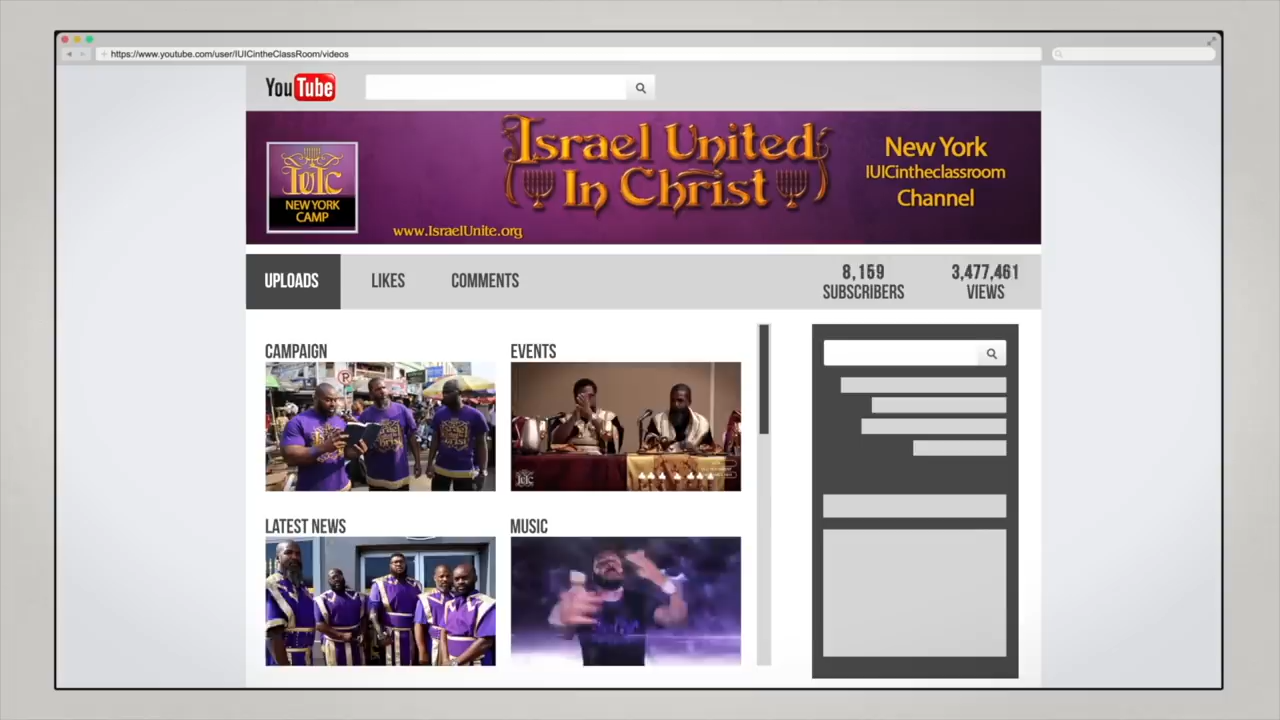 https://www.youtube.com/user/IUICintheClassRoom/videos
YouTube
Israel United
In Christ
IUIC
NEW YORK
CAMP
www.IsraelUnite.org
New York
IUICintheclassroom
Channel
UPLOADS
LIKES
COMMENTS
8,159
SUBSCRIBERS
3,477,461
VIEWS
CAMPAIGN
EVENTS
LATEST NEWS
MUSIC